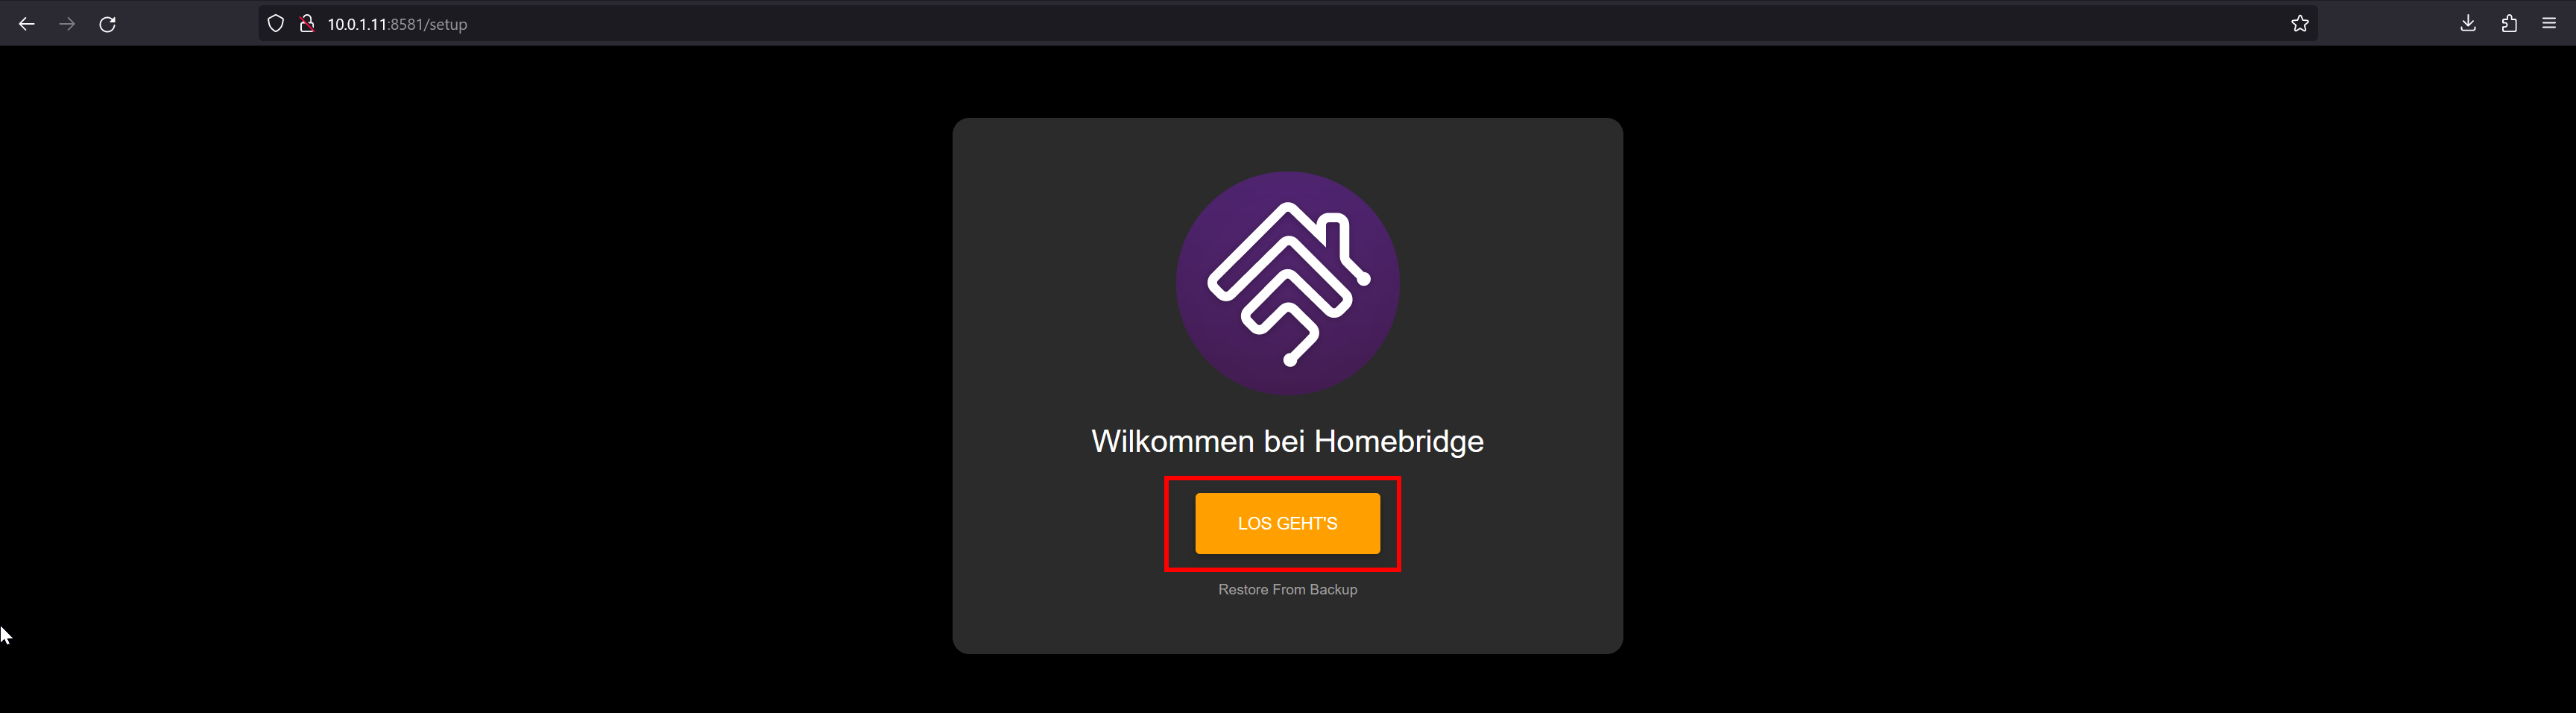 10.0.1.11:8581/setup
Wilkommen bei Homebridge
LOS GEHT'S
Restore From Backup